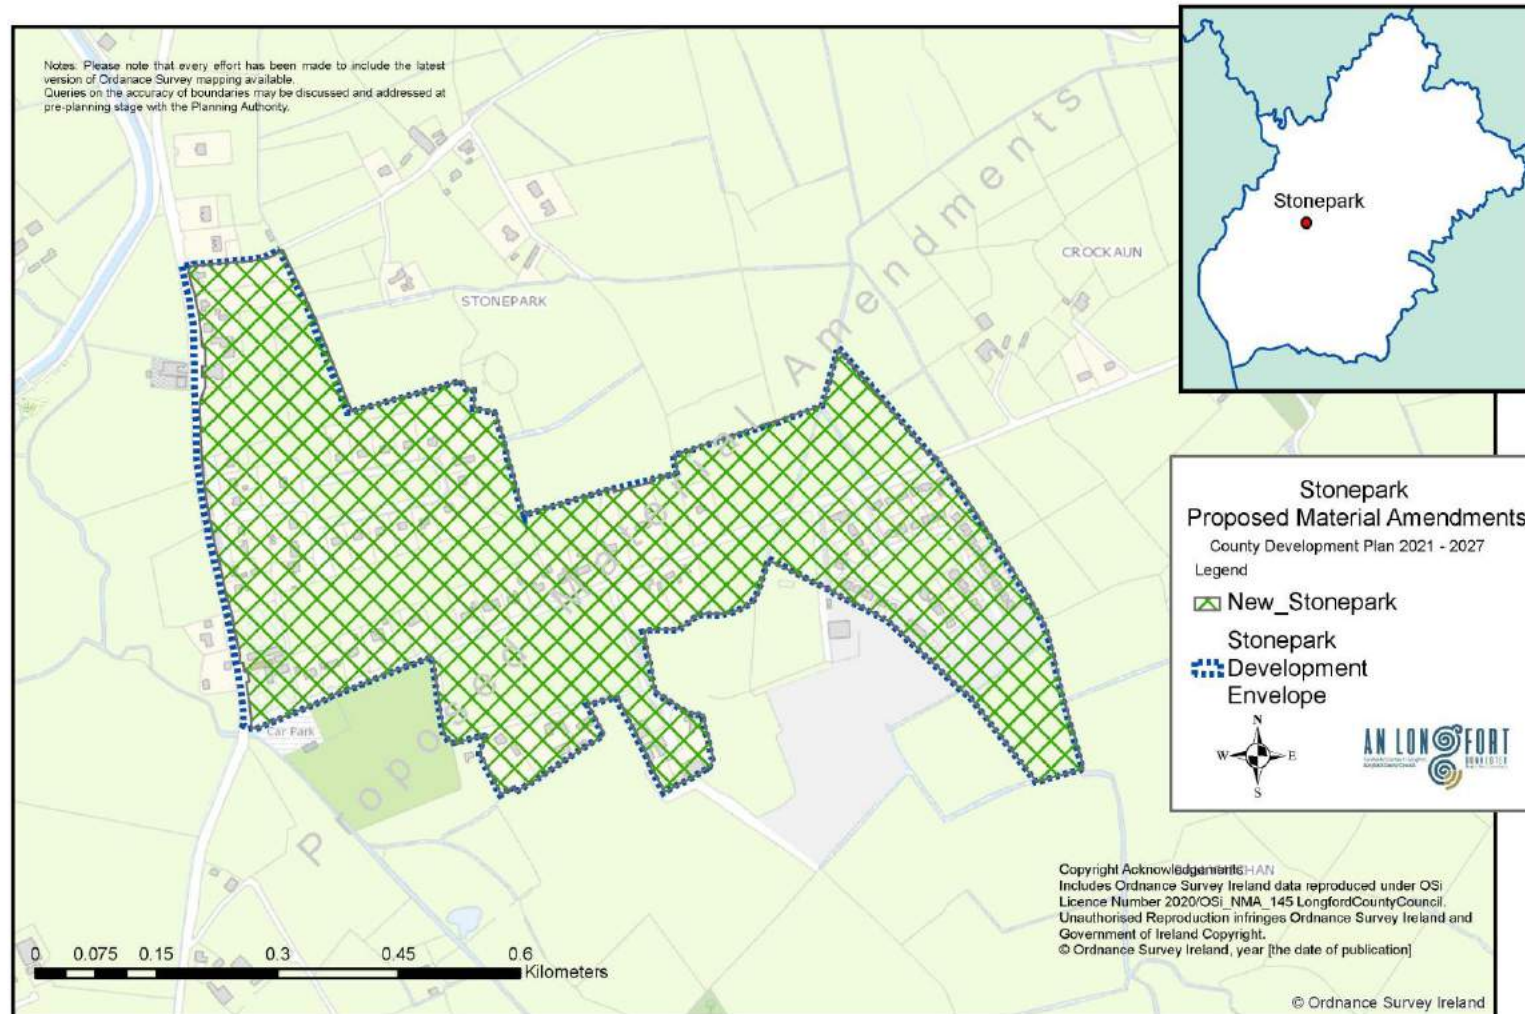 Notes: Please note that every effort has been made to include the latest
version of Ordanace Survey mapping available.
Queries on the accuracy of boundaries may be discussed and addressed at
pre-planning stage with the Planning Authority.
Stonepark
CROCKAUN
STONEPARK
Proposed Material Amendments
Car Park
Stonepark
Proposed Material Amendments
County Development Plan 2021 - 2027
Legend
New_Stonepark
Stonepark
Development
Envelope
N
W E
S
AN LONGFORT
Copyright Acknowledgements
Includes Ordnance Survey Ireland data reproduced under OSi
Licence Number 2020/OSi_NMA_145 LongfordCountyCouncil.
Unauthorised Reproduction infringes Ordnance Survey Ireland and
Government of Ireland Copyright.
© Ordnance Survey Ireland, year [the date of publication]
0 0.075 0.15 0.3 0.45 0.6
Kilometers
© Ordnance Survey Ireland